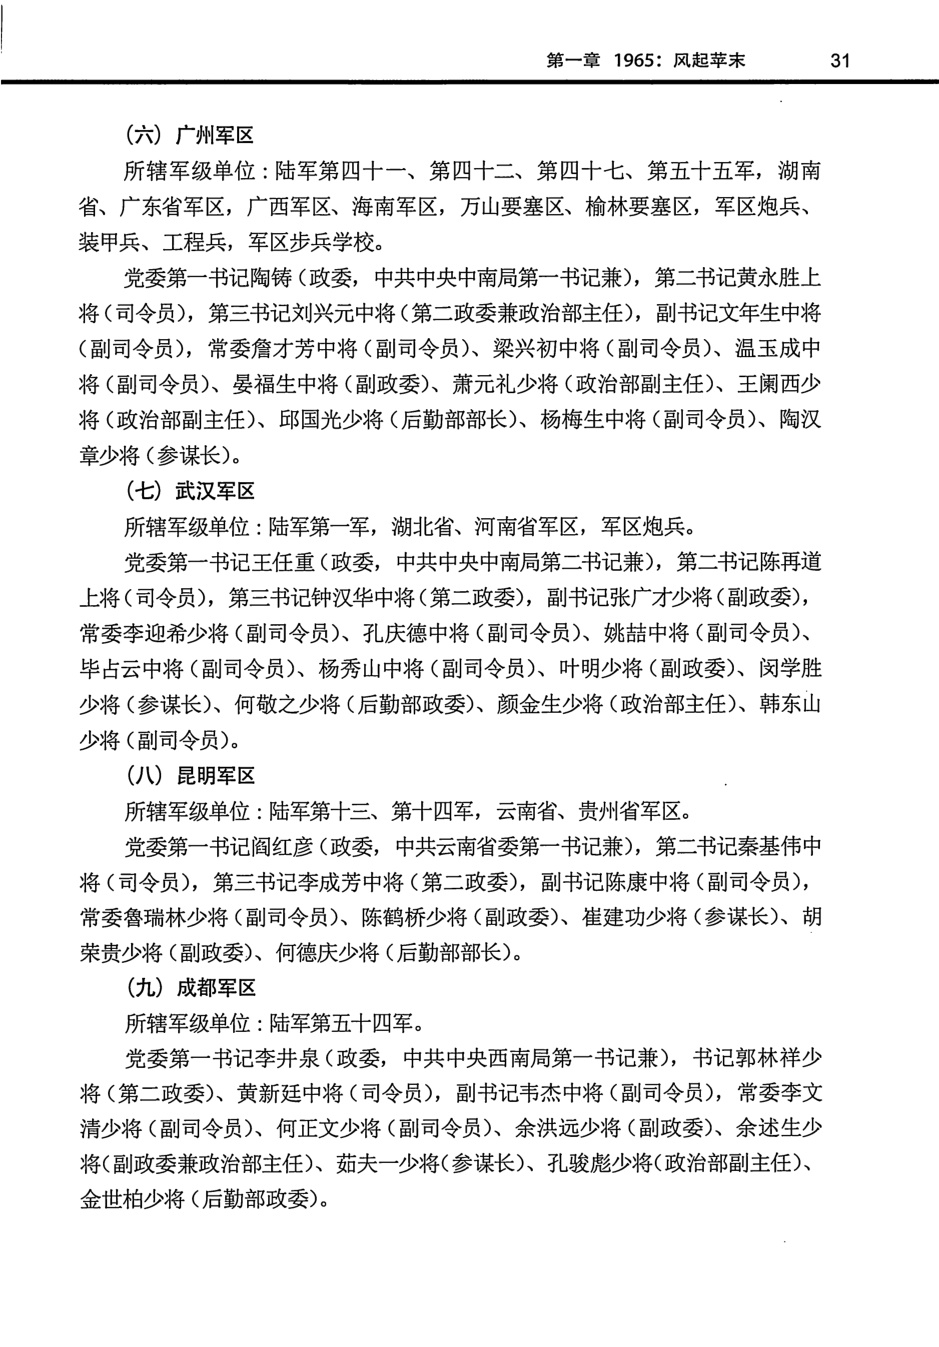 第一章 1965：风起苹末 31
（六）广州军区
所辖军级单位：陆军第四十一、第四十二、第四十七、第五十五军，湖南
省、广东省军区，广西军区、海南军区，万山要塞区、榆林要塞区，军区炮兵、
装甲兵、工程兵，军区步兵学校。
党委第一书记陶铸（政委，中共中央中南局第一书记兼），第二书记黄永胜上
将（司令员），第三书记刘兴元中将（第二政委兼政治部主任），副书记文年生中将
（副司令员），常委詹才芳中将（副司令员）、梁兴初中将（副司令员）、温玉成中
将（副司令员）、晏福生中将（副政委）、萧元礼少将（政治部副主任）、王阑西少
将（政治部副主任）、邱国光少将（后勤部部长）、杨梅生中将（副司令员）、陶汉
章少将（参谋长）。
（七）武汉军区
所辖军级单位：陆军第一军，湖北省、河南省军区，军区炮兵。
党委第一书记王任重（政委，中共中央中南局第二书记兼），第二书记陈再道
上将（司令员），第三书记钟汉华中将（第二政委），副书记张广才少将（副政委），
常委李迎希少将（副司令员）、孔庆德中将（副司令员）、姚喆中将（副司令员）、
毕占云中将（副司令员）、杨秀山中将（副司令员）、叶明少将（副政委）、闵学胜
少将（参谋长）、何敬之少将（后勤部政委）、颜金生少将（政治部主任）、韩东山
少将（副司令员）。
（八）昆明军区
所辖军级单位：陆军第十三、第十四军，云南省、贵州省军区。
党委第一书记阎红彦（政委，中共云南省委第一书记兼），第二书记秦基伟中
将（司令员），第三书记李成芳中将（第二政委），副书记陈康中将（副司令员），
常委鲁瑞林少将（副司令员）、陈鹤桥少将（副政委）、崔建功少将（参谋长）、胡
荣贵少将（副政委）、何德庆少将（后勤部部长）。
（九）成都军区
所辖军级单位：陆军第五十四军。
党委第一书记李井泉（政委，中共中央西南局第一书记兼），书记郭林祥少
将（第二政委）、黄新廷中将（司令员），副书记韦杰中将（副司令员），常委李文
清少将（副司令员）、何正文少将（副司令员）、余洪远少将（副政委）、余述生少
将（副政委兼政治部主任）、茹夫一少将（参谋长）、孔骏彪少将（政治部副主任）、
金世柏少将（后勤部政委）。